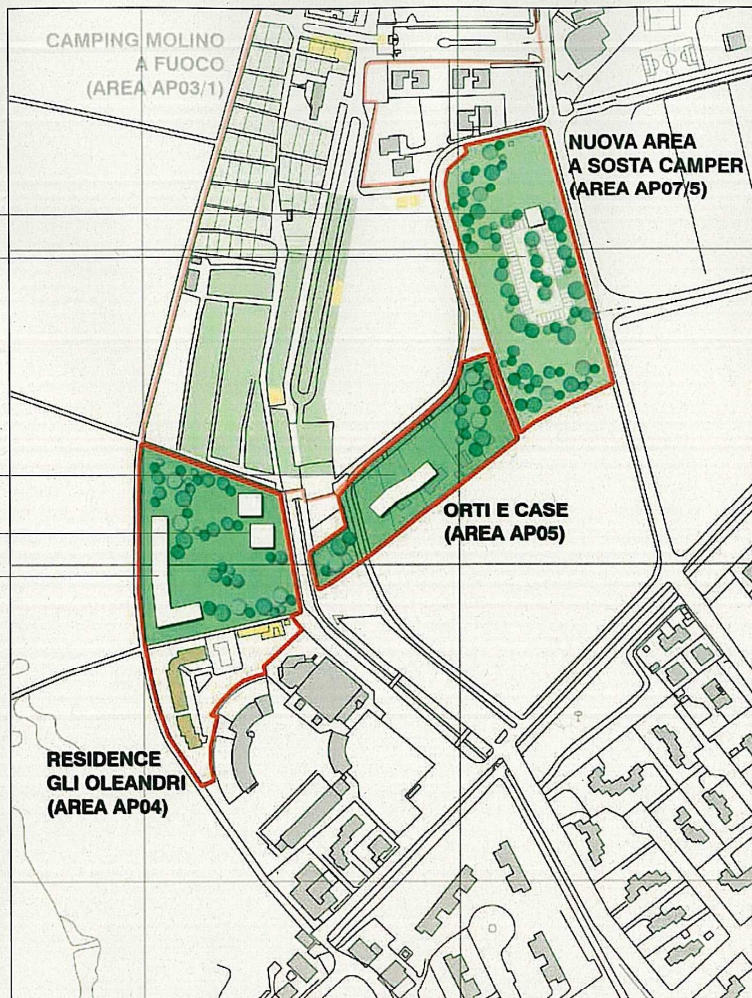 CAMPING MOLINO
A FUOCO
(AREA AP03/1)
NUOVA AREA
A SOSTA CAMPER
(AREA AP07/5)
ORTI E CASE
(AREA AP05)
RESIDENCE
GLI OLEANDRI
(AREA AP04)